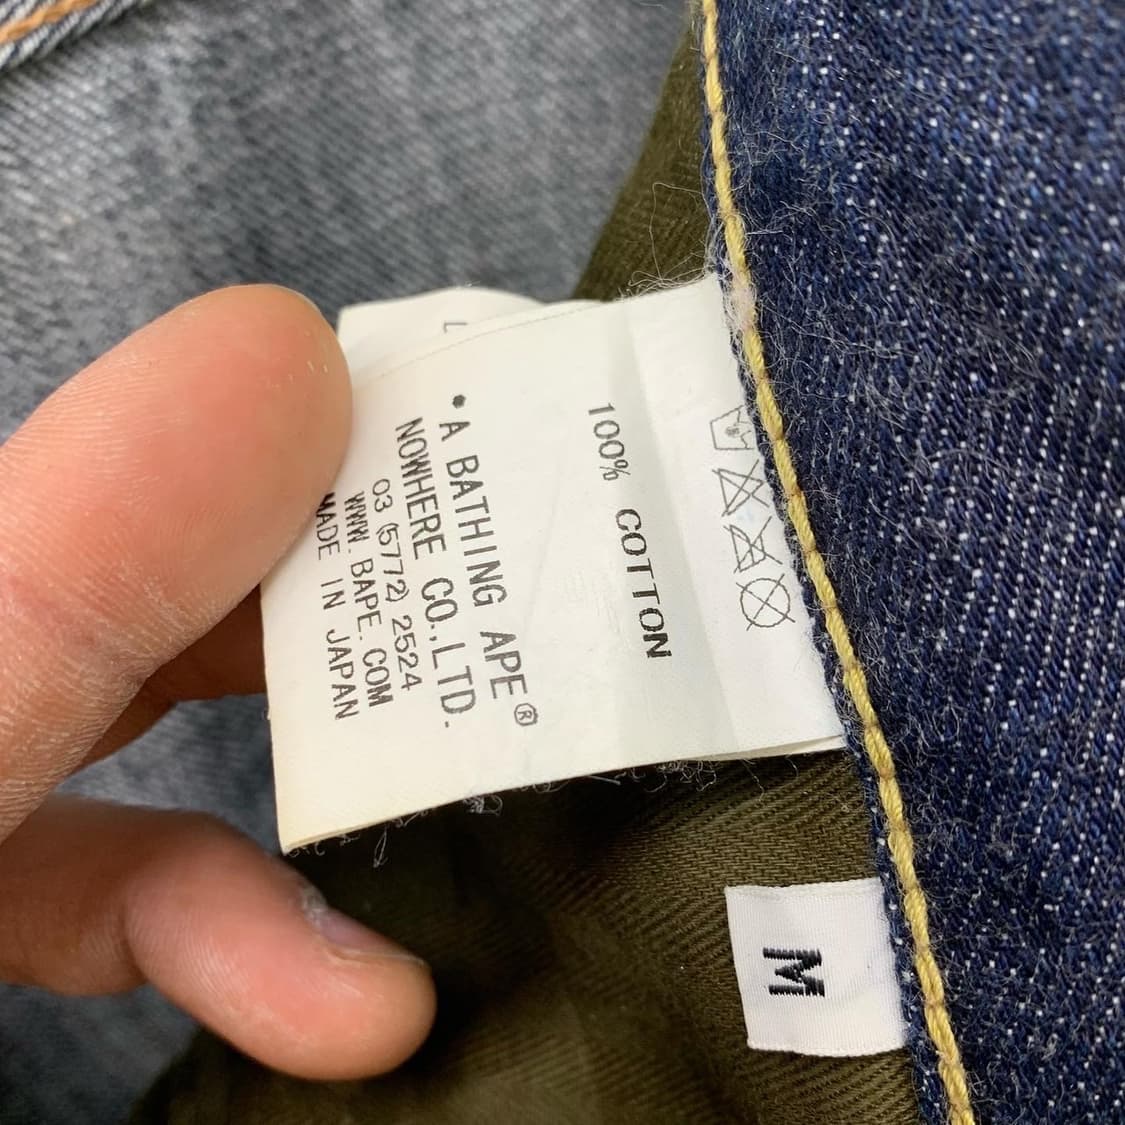 100% COTTON
•A BATHING APE®
NOWHERE CO.,LTD.
03 (5772) 2524
WWW.BAPE.COM
MADE IN JAPAN
M